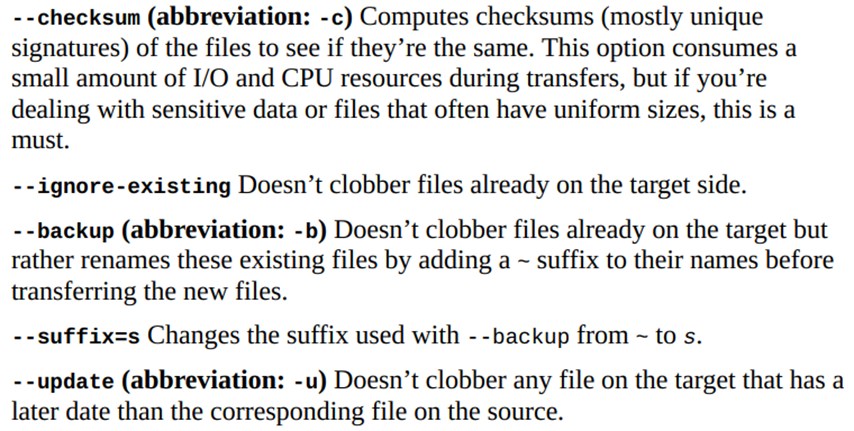 --checksum (abbreviation: -c) Computes checksums (mostly unique
signatures) of the files to see if they’re the same. This option consumes a
small amount of I/O and CPU resources during transfers, but if you’re
dealing with sensitive data or files that often have uniform sizes, this is a
must.
--ignore-existing Doesn’t clobber files already on the target side.
--backup (abbreviation: -b) Doesn’t clobber files already on the target but
rather renames these existing files by adding a ~ suffix to their names before
transferring the new files.
--suffix=s Changes the suffix used with --backup from ~ to s.
--update (abbreviation: -u) Doesn’t clobber any file on the target that has a
later date than the corresponding file on the source.